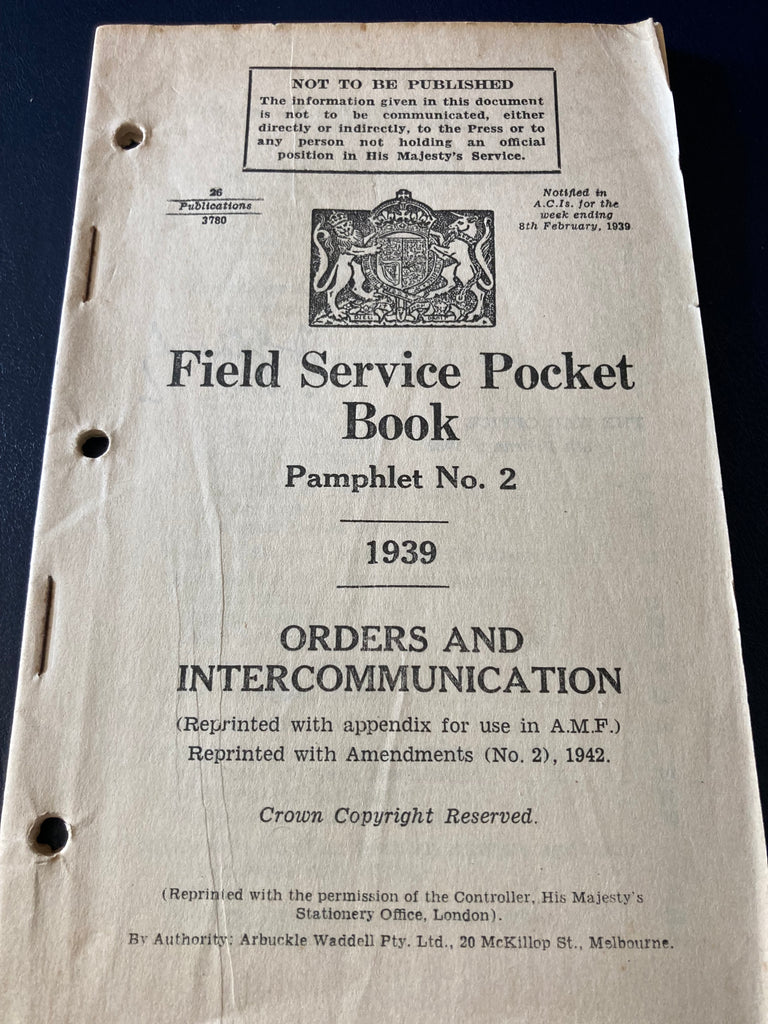 NOT TO BE PUBLISHED
The information given in this document
is not to be communicated, either
directly or indirectly, to the Press or to
any person not holding an official
position in His Majesty's Service.
26
Publications
3780
Notified in
A.C.Is. for the
week ending
8th February, 1939
Field Service Pocket
Book
Pamphlet No. 2
1939
ORDERS AND
INTERCOMMUNICATION
(Reprinted with appendix for use in A.M.F.)
Reprinted with Amendments (No. 2), 1942.
Crown Copyright Reserved.
(Reprinted with the permission of the Controller, His Majesty's
Stationery Office, London).
By Authority: Arbuckle Waddell Pty. Ltd., 20 McKillop St., Melbourne.